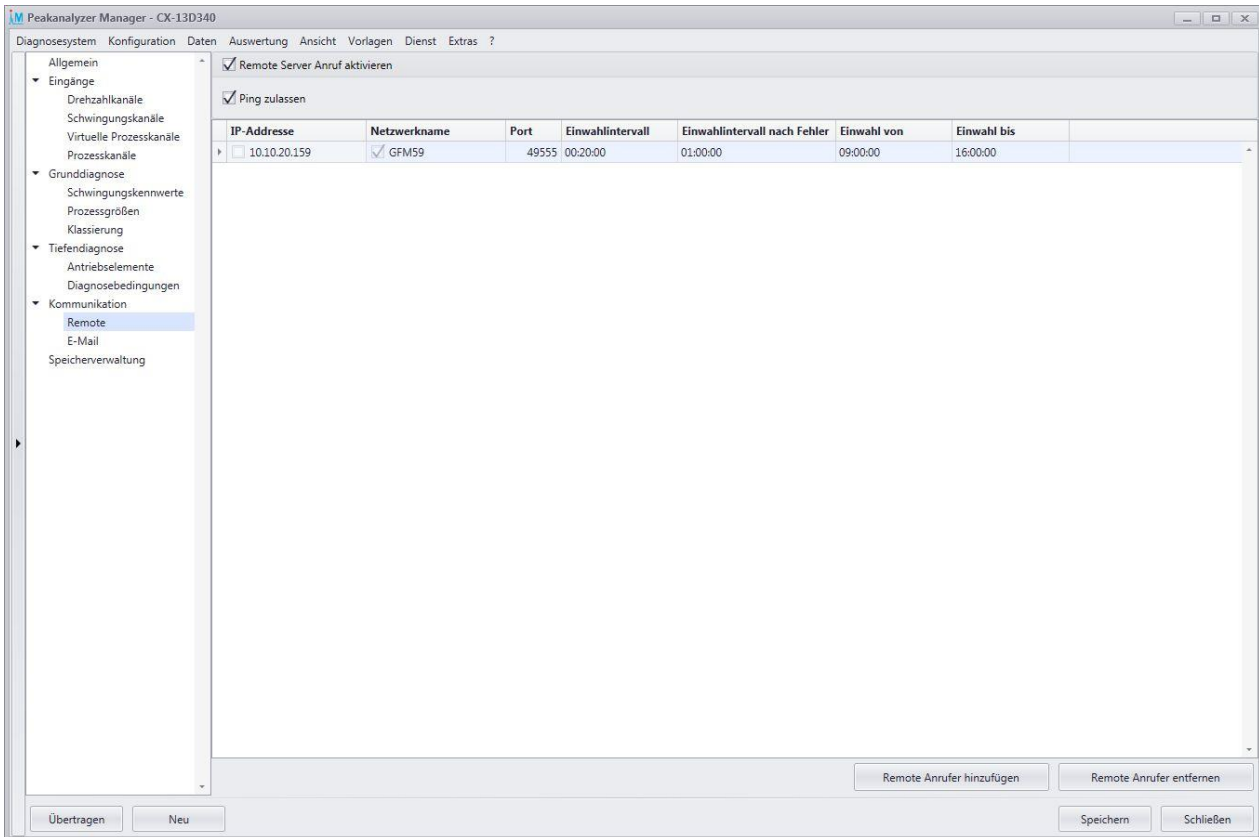 Peakanalyzer Manager - CX-13D340
Diagnosesystem Konfiguration Daten Auswertung Ansicht Vorlagen Dienst Extras ?
Allgemein
Eingänge
Drehzahlkanäle
Schwingungskanäle
Virtuelle Prozesskanäle
Prozesskanäle
Grunddiagnose
Schwingungskennwerte
Prozessgrößen
Klassierung
Tiefendiagnose
Antriebselemente
Diagnosebedingungen
Kommunikation
Remote
E-Mail
Speicherverwaltung
Remote Server Anruf aktivieren
Ping zulassen
IP-Addresse Netzwerkname Port Einwahlintervall Einwahlintervall nach Fehler Einwahl von Einwahl bis
10.10.20.159 GFM59 49555 00:20:00 01:00:00 09:00:00 16:00:00
Remote Anrufer hinzufügen Remote Anrufer entfernen
Übertragen Neu Speichern Schließen